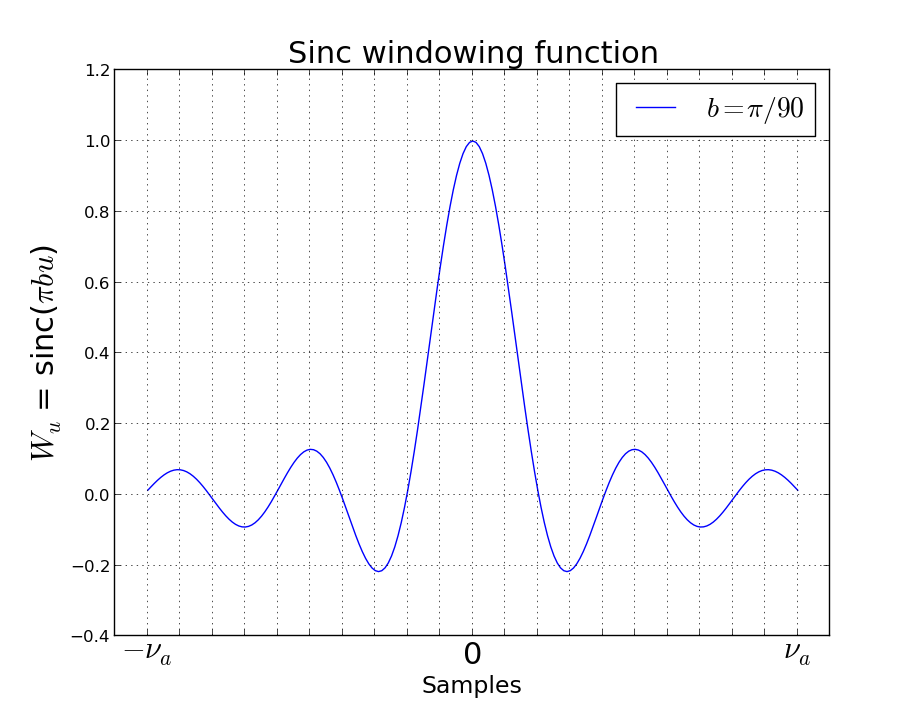 Sinc windowing function
1.2
b = π/90
1.0
0.8
0.6
0.4
0.2
0.0
−0.2
−0.4
W_u = sinc(πbu)
−ν_a 0 ν_a
Samples